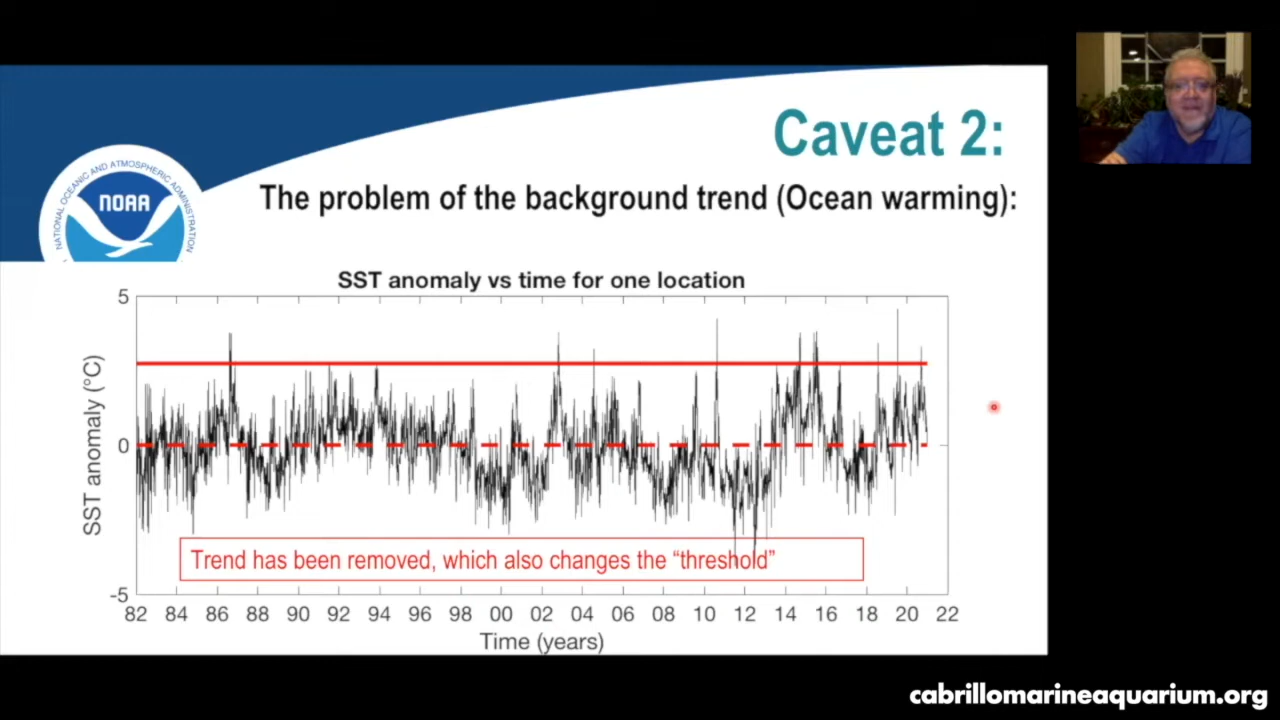 Caveat 2:
The problem of the background trend (Ocean warming):
NATIONAL OCEANIC AND ATMOSPHERIC ADMINISTRATION
NOAA
SST anomaly vs time for one location
5
0
-5
SST anomaly (°C)
Trend has been removed, which also changes the “threshold”
82 84 86 88 90 92 94 96 98 00 02 04 06 08 10 12 14 16 18 20 22
Time (years)
cabrillomarineaquarium.org